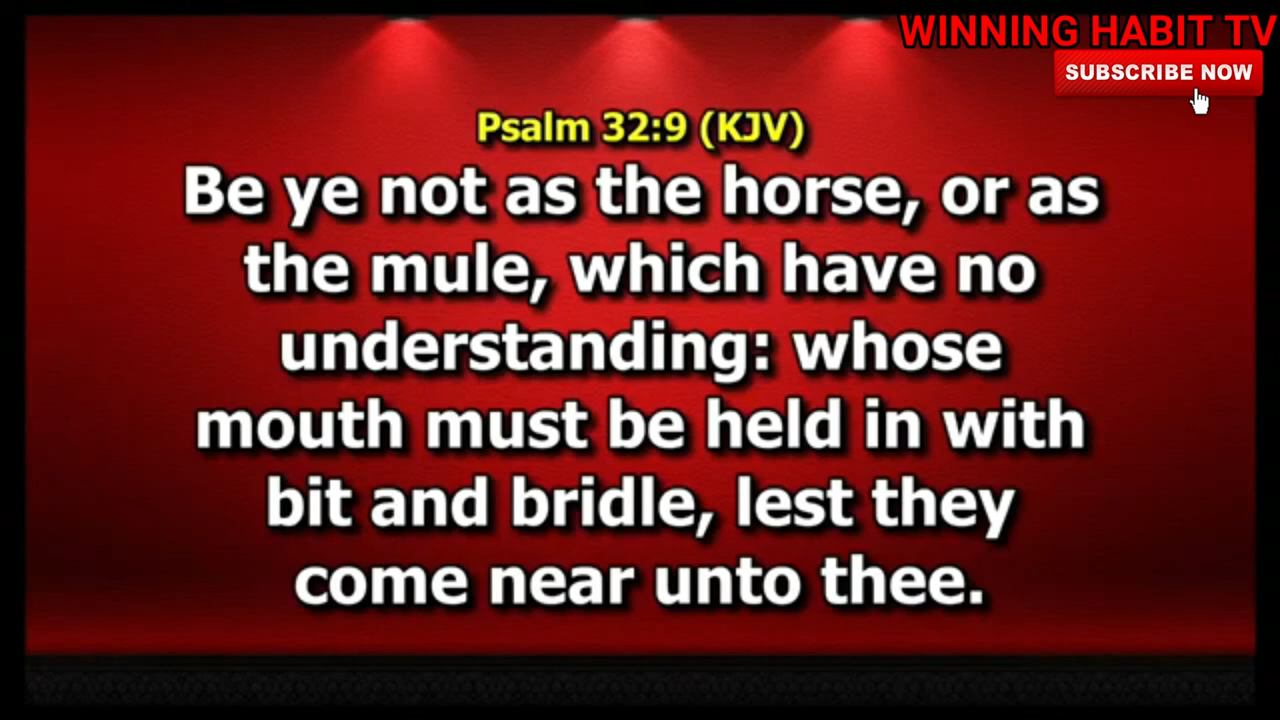 WINNING HABIT TV
SUBSCRIBE NOW
Psalm 32:9 (KJV)
Be ye not as the horse, or as
the mule, which have no
understanding: whose
mouth must be held in with
bit and bridle, lest they
come near unto thee.